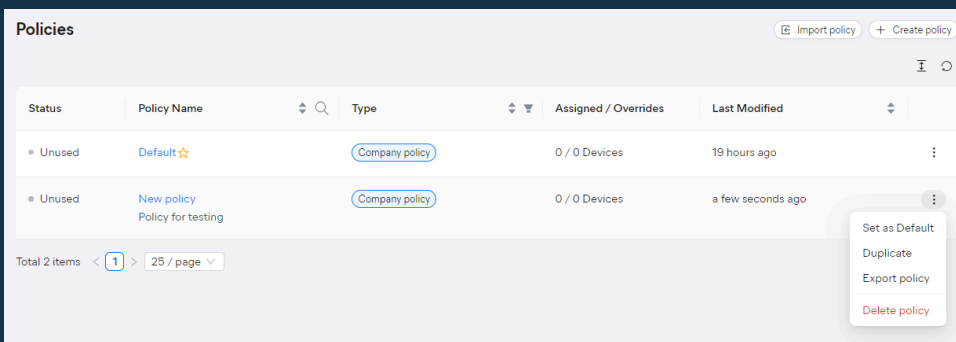 Policies
Import policy
+ Create policy
Status Policy Name Type Assigned / Overrides Last Modified
Unused Default Company policy 0 / 0 Devices 19 hours ago
Unused New policy Company policy 0 / 0 Devices a few seconds ago
Policy for testing
Set as Default
Duplicate
Export policy
Delete policy
Total 2 items < 1 > 25 / page